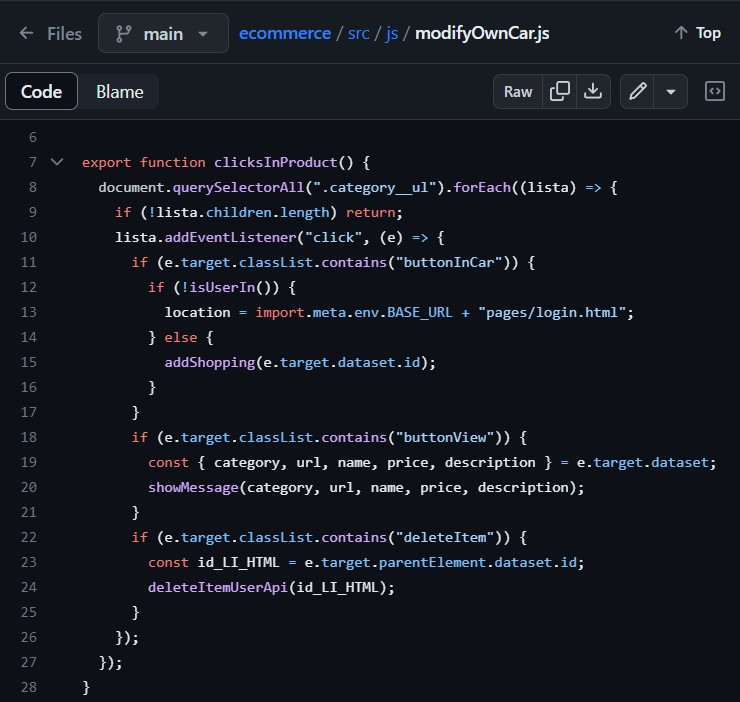 Files main ecommerce / src / js / modifyOwnCar.js Top
Code Blame Raw
6
7 export function clicksInProduct() {
8 document.querySelectorAll(".category__ul").forEach((lista) => {
9 if (!lista.children.length) return;
10 lista.addEventListener("click", (e) => {
11 if (e.target.classList.contains("buttonInCar")) {
12 if (!isUserIn()) {
13 location = import.meta.env.BASE_URL + "pages/login.html";
14 } else {
15 addShopping(e.target.dataset.id);
16 }
17 }
18 if (e.target.classList.contains("buttonView")) {
19 const { category, url, name, price, description } = e.target.dataset;
20 showMessage(category, url, name, price, description);
21 }
22 if (e.target.classList.contains("deleteItem")) {
23 const id_LI_HTML = e.target.parentElement.dataset.id;
24 deleteItemUserApi(id_LI_HTML);
25 }
26 });
27 });
28 }